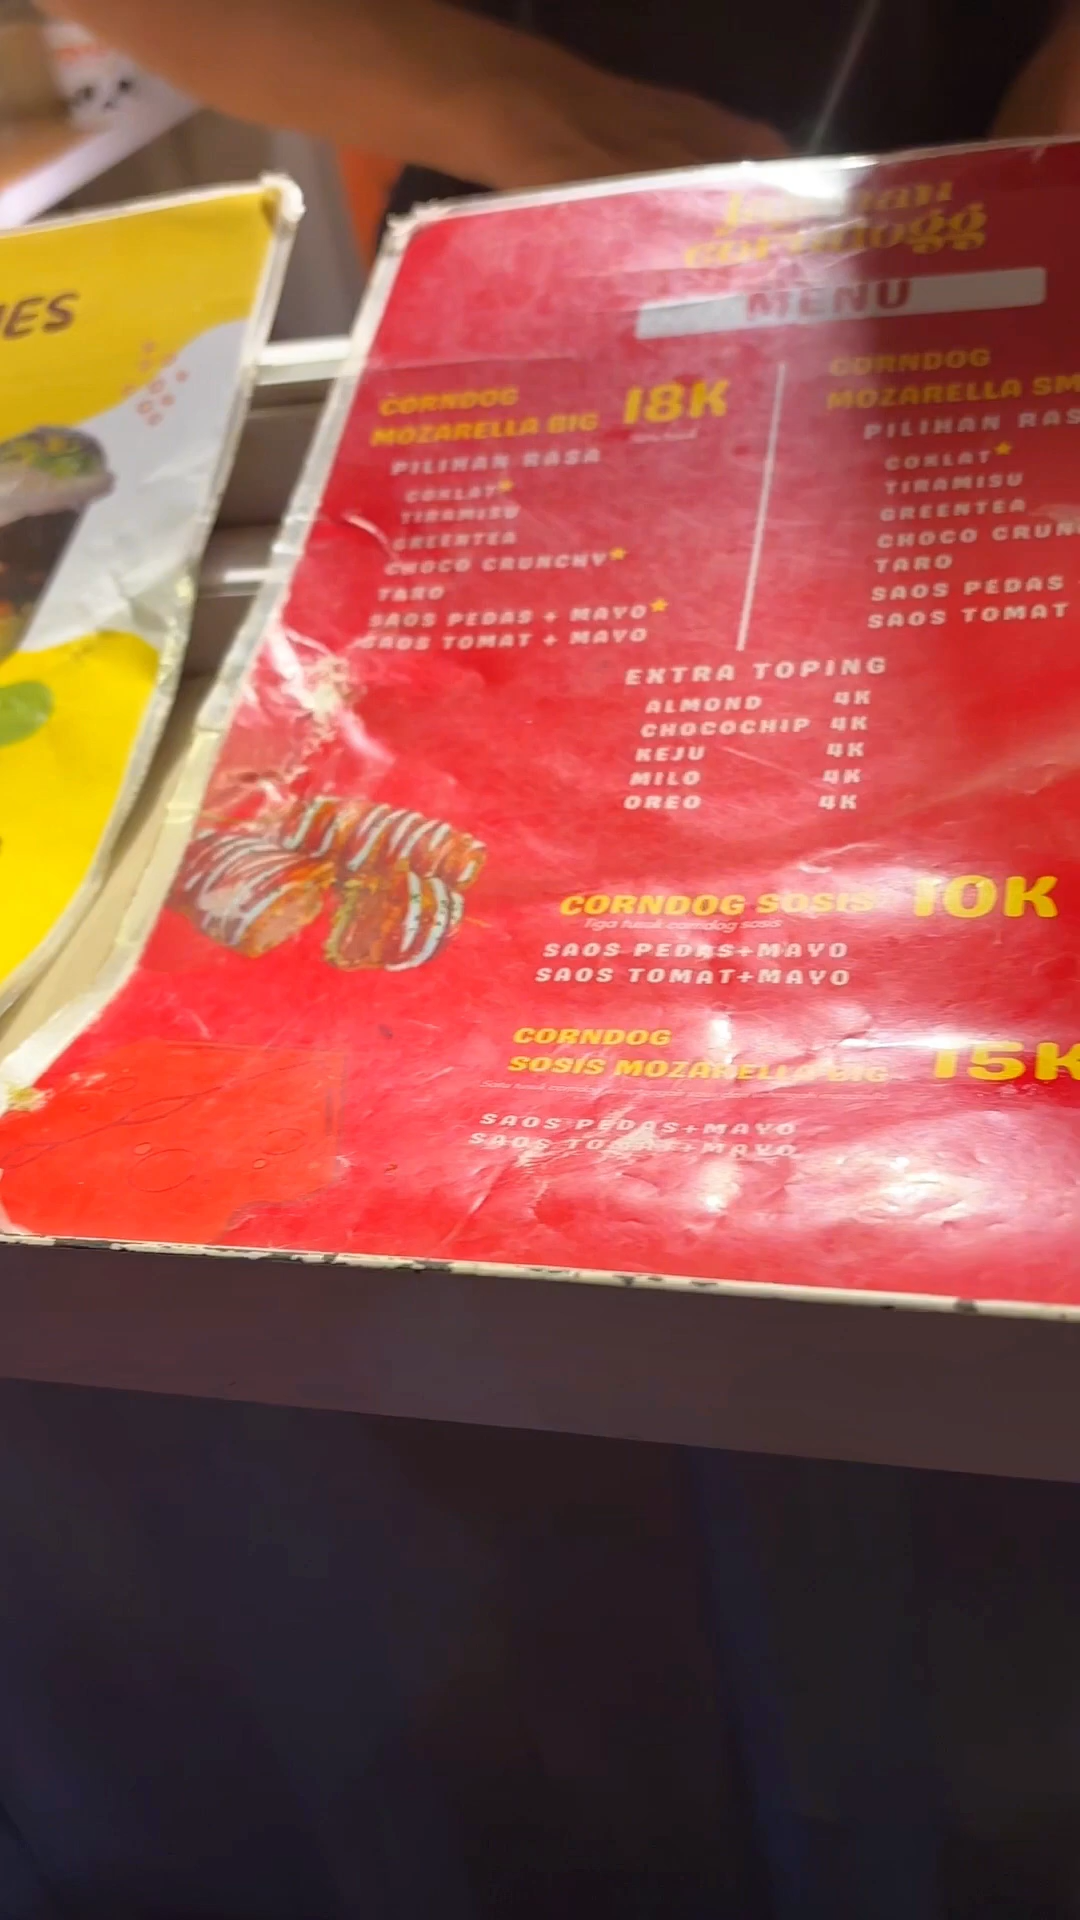 IES
Japanan
corndogg
MENU
CORNDOG
MOZARELLA BIG 18K
PILIHAN RASA
COKLAT★
TIRAMISU
GREENTEA
CHOCO CRUNCHY★
TARO
SAOS PEDAS + MAYO★
SAOS TOMAT + MAYO
CORNDOG
MOZARELLA SM
PILIHAN RAS
COKLAT★
TIRAMISU
GREENTEA
CHOCO CRUN
TARO
SAOS PEDAS
SAOS TOMAT
EXTRA TOPING
ALMOND 4K
CHOCOCHIP 4K
KEJU 4K
MILO 4K
OREO 4K
CORNDOG SOSIS 10K
Tiga tusuk corndog sosis
SAOS PEDAS+MAYO
SAOS TOMAT+MAYO
CORNDOG
SOSIS MOZARELLA BIG 15K
SAOS PEDAS+MAYO
SAOS TOMAT+MAYO